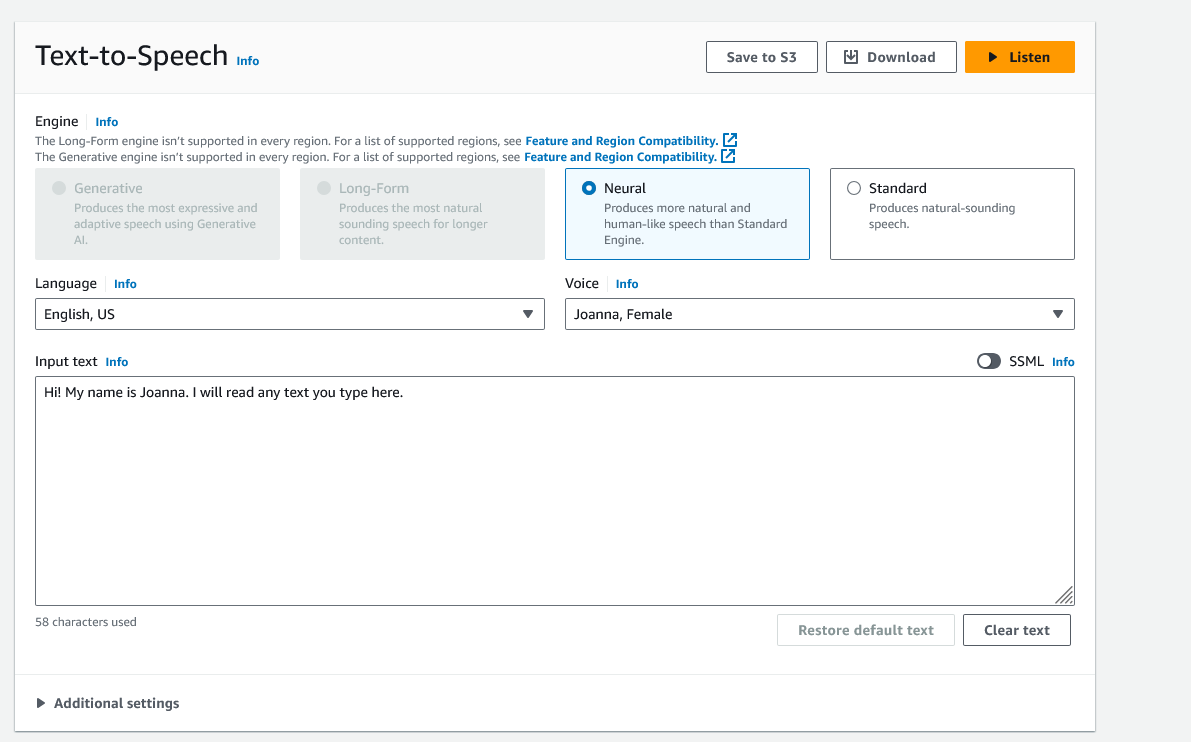 Text-to-Speech Info
Save to S3 Download Listen
Engine Info
The Long-Form engine isn't supported in every region. For a list of supported regions, see Feature and Region Compatibility.
The Generative engine isn't supported in every region. For a list of supported regions, see Feature and Region Compatibility.
Generative
Produces the most expressive and
adaptive speech using Generative
AI.
Long-Form
Produces the most natural
sounding speech for longer
content.
Neural
Produces more natural and
human-like speech than Standard
Engine.
Standard
Produces natural-sounding
speech.
Language Info
English, US
Voice Info
Joanna, Female
Input text Info
SSML Info
Hi! My name is Joanna. I will read any text you type here.
58 characters used
Restore default text Clear text
Additional settings